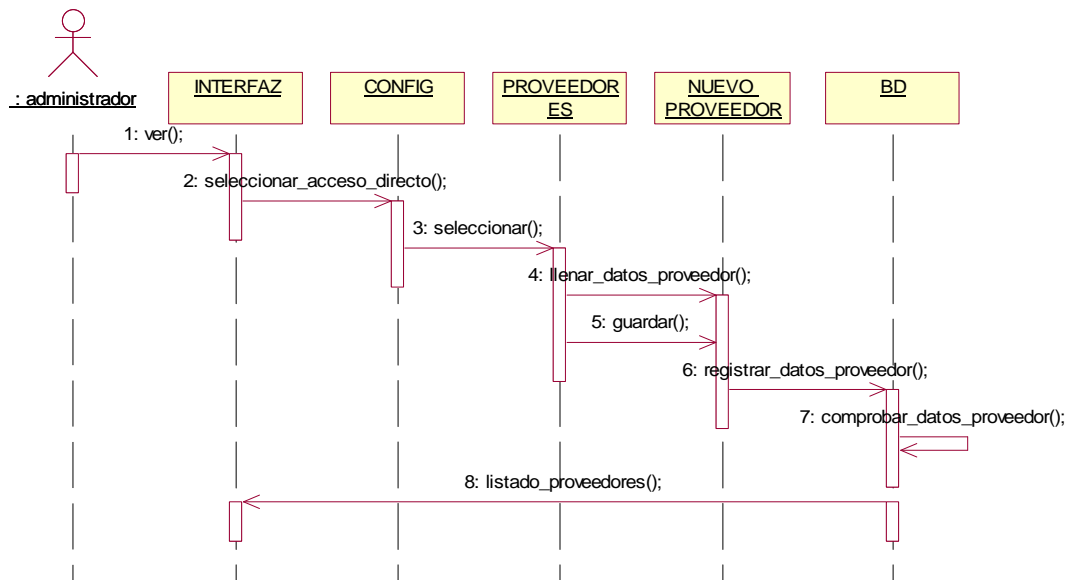 : administrador
INTERFAZ
CONFIG
PROVEEDOR
ES
NUEVO
PROVEEDOR
BD
1: ver();
2: seleccionar_acceso_directo();
3: seleccionar();
4: llenar_datos_proveedor();
5: guardar();
6: registrar_datos_proveedor();
7: comprobar_datos_proveedor();
8: listado_proveedores();